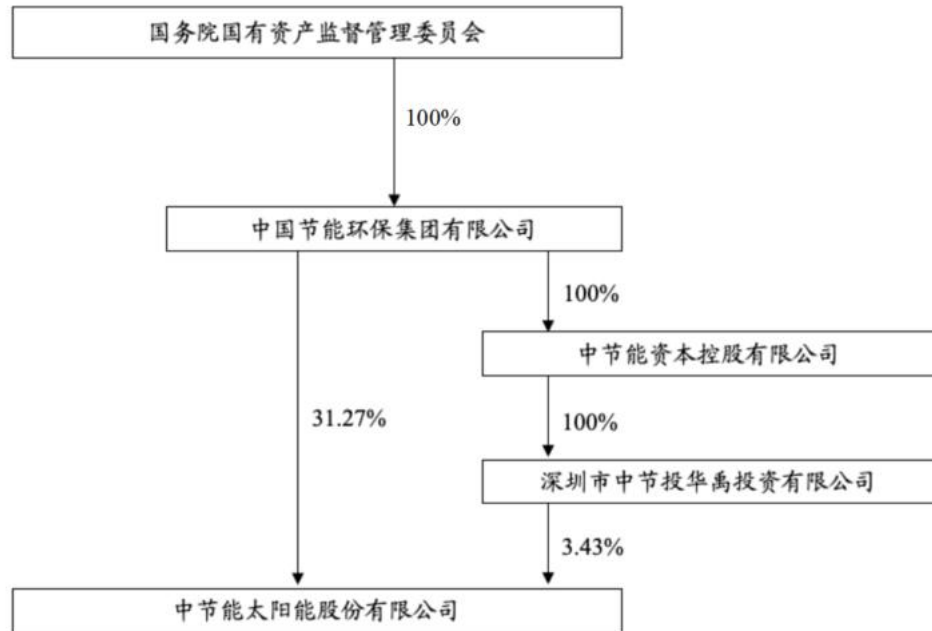 国务院国有资产监督管理委员会
100%
中国节能环保集团有限公司
100%
中节能资本控股有限公司
31.27%
100%
深圳市中节投华禹投资有限公司
3.43%
中节能太阳能股份有限公司